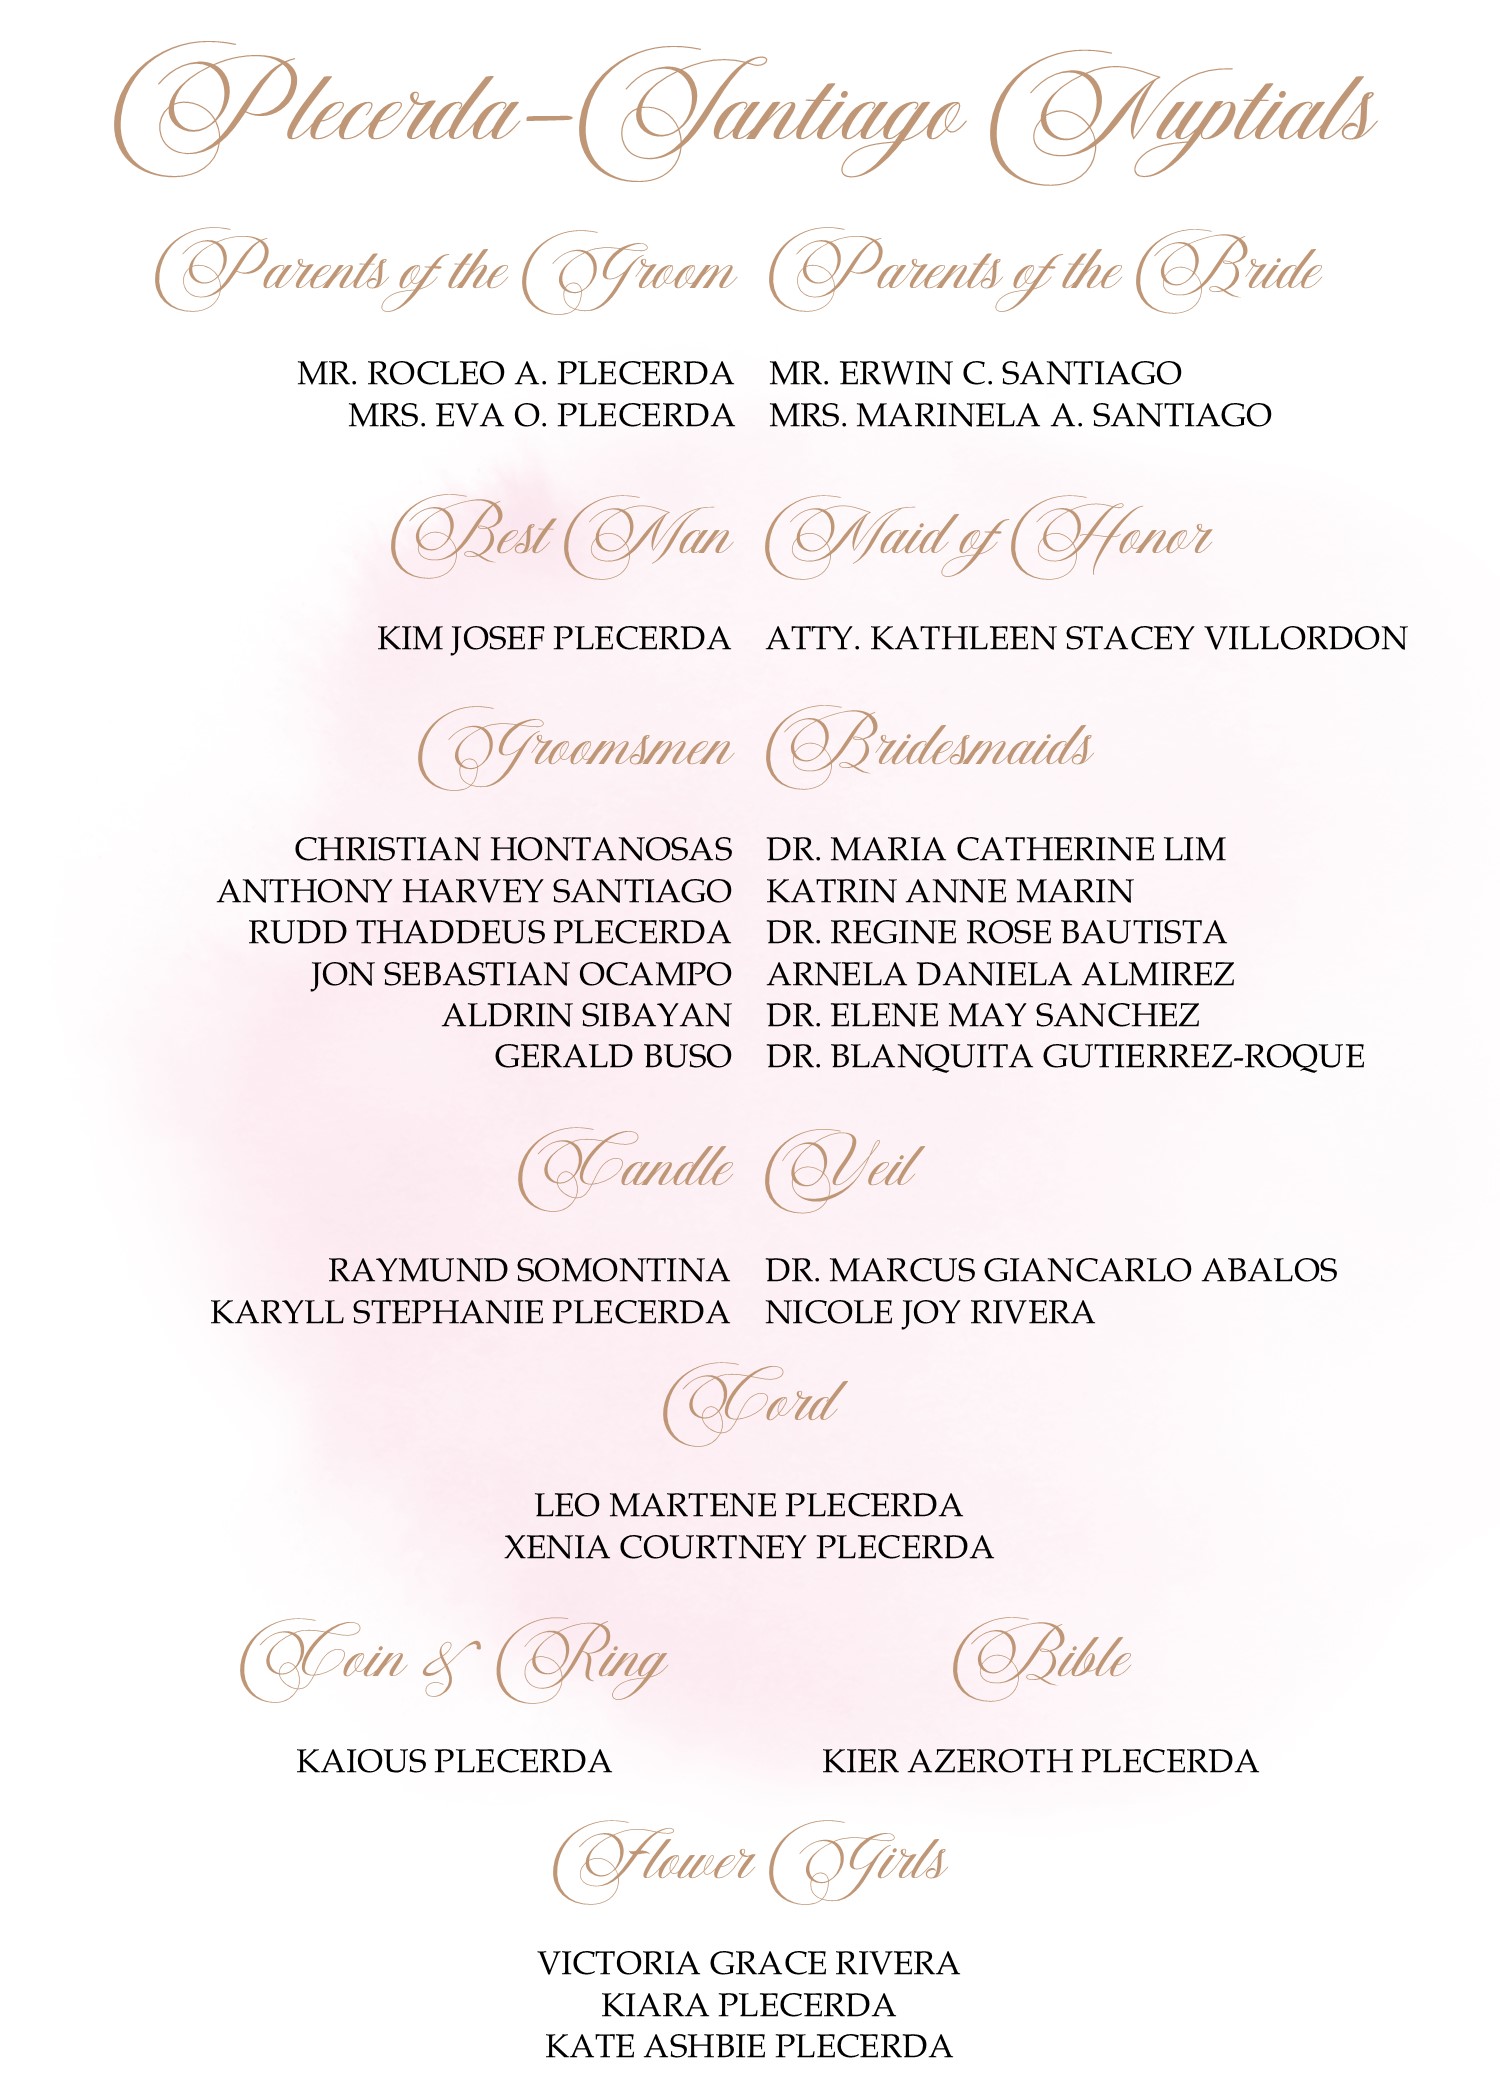 Plecerda-Santiago Nuptials
Parents of the Groom
MR. ROCLEO A. PLECERDA
MRS. EVA O. PLECERDA
Parents of the Bride
MR. ERWIN C. SANTIAGO
MRS. MARINELA A. SANTIAGO
Best Man
KIM JOSEF PLECERDA
Maid of Honor
ATTY. KATHLEEN STACEY VILLORDON
Groomsmen
CHRISTIAN HONTANOSAS
ANTHONY HARVEY SANTIAGO
RUDD THADDEUS PLECERDA
JON SEBASTIAN OCAMPO
ALDRIN SIBAYAN
GERALD BUSO
Bridesmaids
DR. MARIA CATHERINE LIM
KATRIN ANNE MARIN
DR. REGINE ROSE BAUTISTA
ARNELA DANIELA ALMIREZ
DR. ELENE MAY SANCHEZ
DR. BLANQUITA GUTIERREZ-ROQUE
Candle
RAYMUND SOMONTINA
KARYLL STEPHANIE PLECERDA
Veil
DR. MARCUS GIANCARLO ABALOS
NICOLE JOY RIVERA
Cord
LEO MARTENE PLECERDA
XENIA COURTNEY PLECERDA
Coin & Ring
KAIOUS PLECERDA
Bible
KIER AZEROTH PLECERDA
Flower Girls
VICTORIA GRACE RIVERA
KIARA PLECERDA
KATE ASHBIE PLECERDA